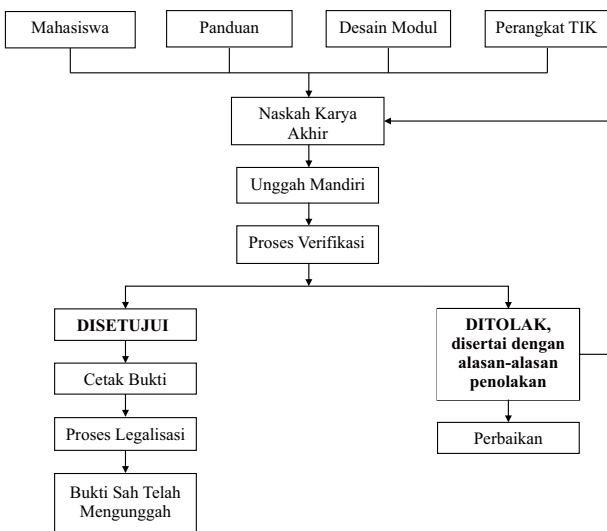 Mahasiswa
Panduan
Desain Modul
Perangkat TIK
Naskah Karya
Akhir
Unggah Mandiri
Proses Verifikasi
DISETUJUI
Cetak Bukti
Proses Legalisasi
Bukti Sah Telah
Mengunggah
DITOLAK,
disertai dengan
alasan-alasan
penolakan
Perbaikan